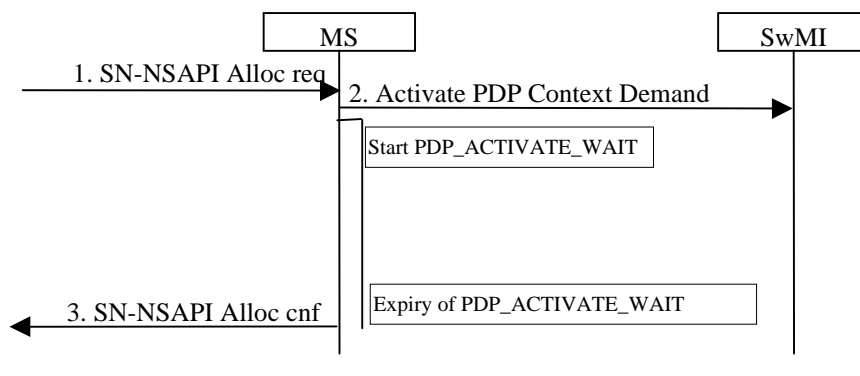 MS
SwMI
1. SN-NSAPI Alloc req
2. Activate PDP Context Demand
Start PDP_ACTIVATE_WAIT
Expiry of PDP_ACTIVATE_WAIT
3. SN-NSAPI Alloc cnf